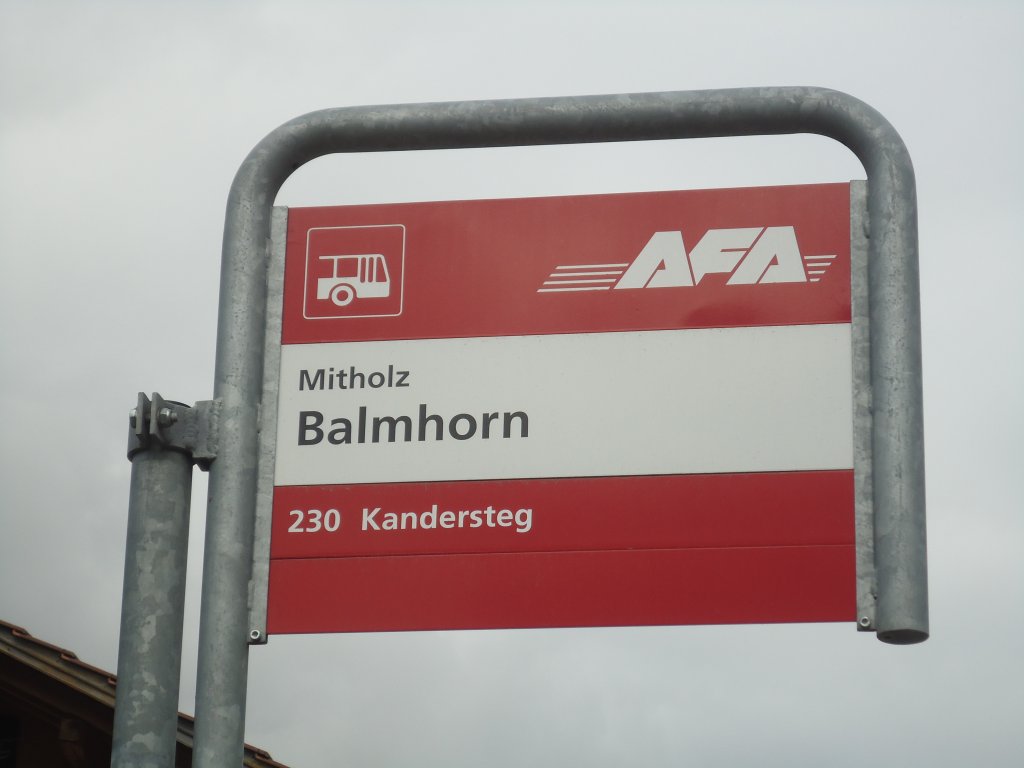 AFA
Mitholz
Balmhorn
230 Kandersteg